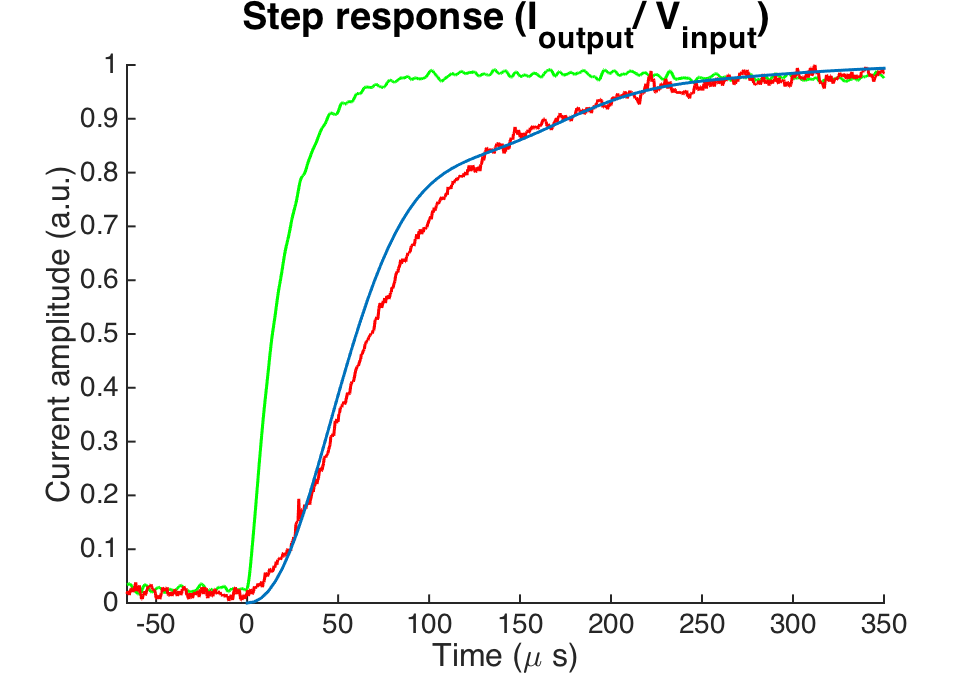 Step response (I_output / V_input)
1
0.9
0.8
0.7
0.6
0.5
0.4
0.3
0.2
0.1
0
Current amplitude (a.u.)
-50 0 50 100 150 200 250 300 350
Time (μ s)